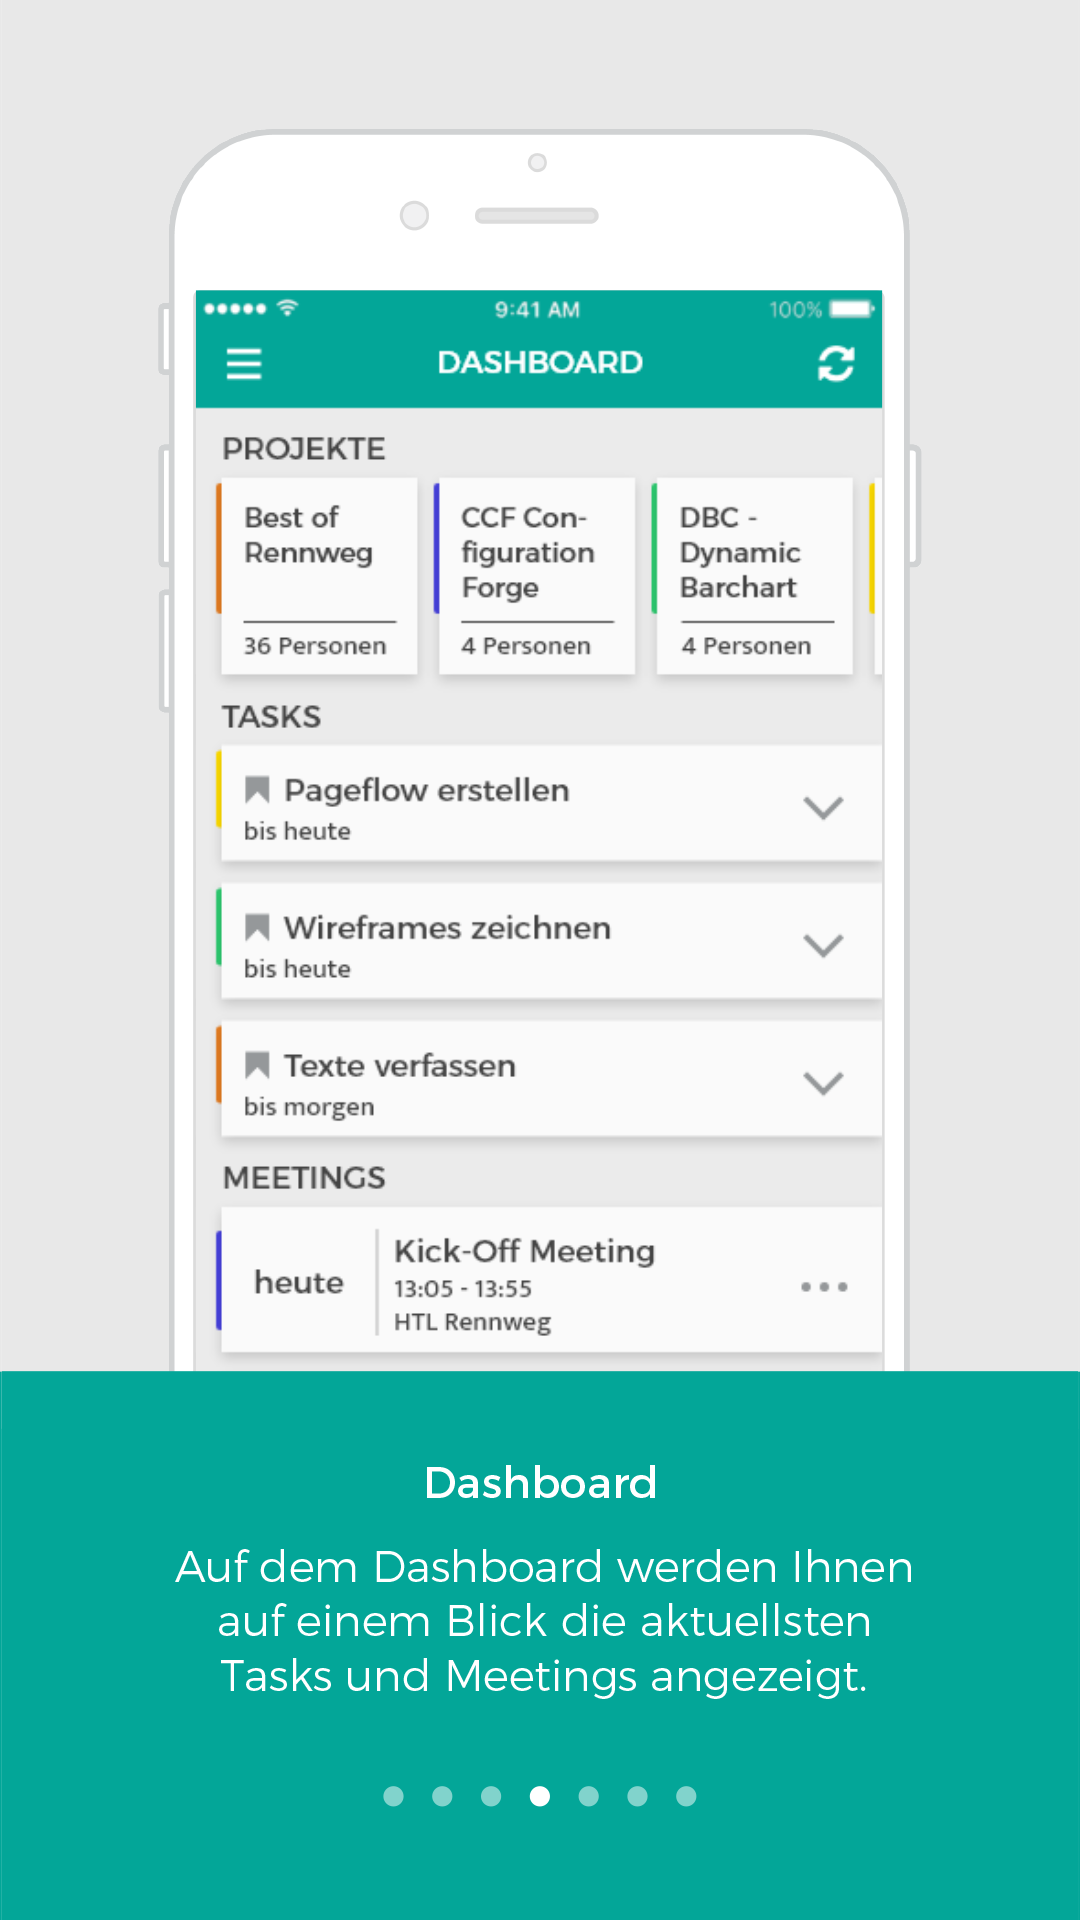 9:41 AM
100%
DASHBOARD
PROJEKTE
Best of
Rennweg
36 Personen
CCF Con-
figuration
Forge
4 Personen
DBC -
Dynamic
Barchart
4 Personen
TASKS
Pageflow erstellen
bis heute
Wireframes zeichnen
bis heute
Texte verfassen
bis morgen
MEETINGS
heute
Kick-Off Meeting
13:05 - 13:55
HTL Rennweg
Dashboard
Auf dem Dashboard werden Ihnen
auf einem Blick die aktuellsten
Tasks und Meetings angezeigt.